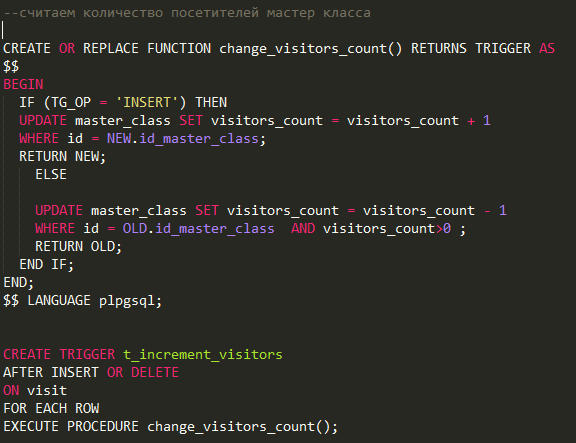 --считаем количество посетителей мастер класса
CREATE OR REPLACE FUNCTION change_visitors_count() RETURNS TRIGGER AS
$$
BEGIN
IF (TG_OP = 'INSERT') THEN
UPDATE master_class SET visitors_count = visitors_count + 1
WHERE id = NEW.id_master_class;
RETURN NEW;
ELSE
UPDATE master_class SET visitors_count = visitors_count - 1
WHERE id = OLD.id_master_class  AND visitors_count>0 ;
RETURN OLD;
END IF;
END;
$$ LANGUAGE plpgsql;
CREATE TRIGGER t_increment_visitors
AFTER INSERT OR DELETE
ON visit
FOR EACH ROW
EXECUTE PROCEDURE change_visitors_count();